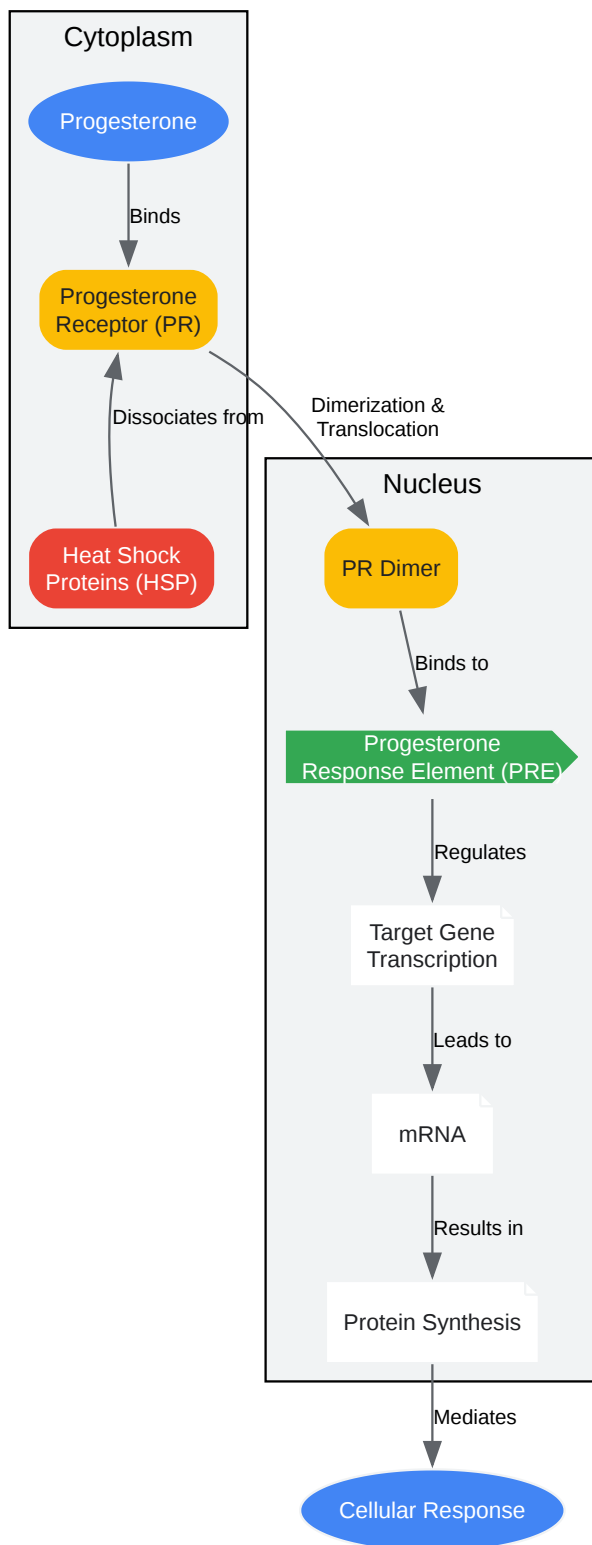 Cytoplasm
Progesterone
Binds
Progesterone
Receptor (PR)
Dissociates from
Dimerization &
Translocation
Heat Shock
Proteins (HSP)
Nucleus
PR Dimer
Binds to
Progesterone
Response Element (PRE)
Regulates
Target Gene
Transcription
Leads to
mRNA
Results in
Protein Synthesis
Mediates
Cellular Response